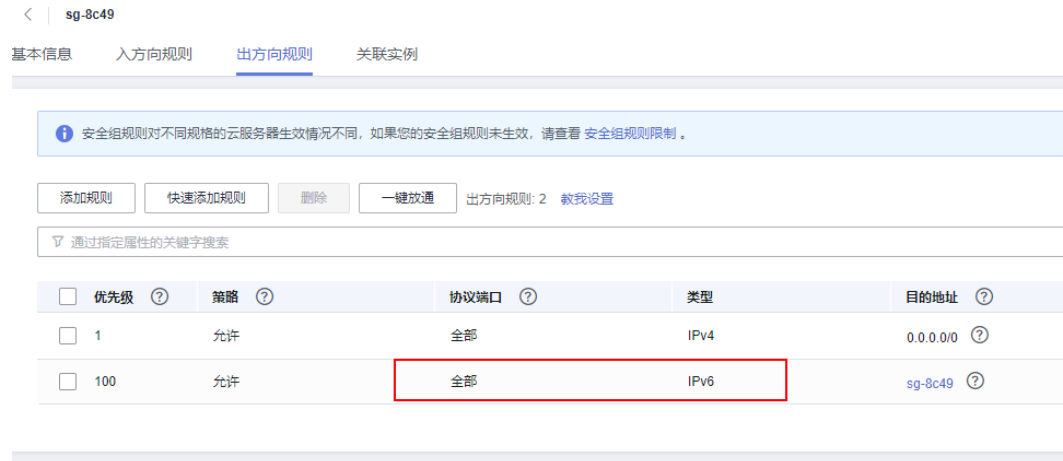 sg-8c49
基本信息 入方向规则 出方向规则 关联实例
安全组规则对不同规格的云服务器生效情况不同，如果您的安全组规则未生效，请查看 安全组规则限制 。
添加规则 快速添加规则 删除 一键放通 出方向规则: 2 教我设置
通过指定属性的关键字搜索
优先级 策略 协议端口 类型 目的地址
1 允许 全部 IPv4 0.0.0.0/0
100 允许 全部 IPv6 sg-8c49